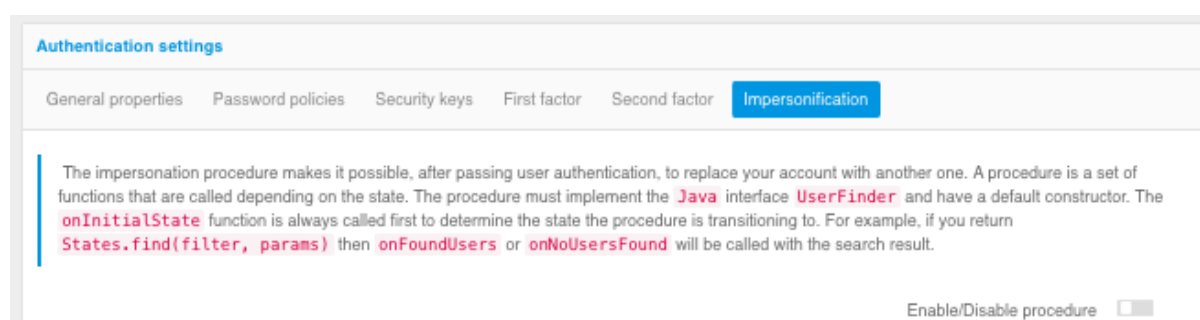 Authentication settings
General properties Password policies Security keys First factor Second factor Impersonification
The impersonation procedure makes it possible, after passing user authentication, to replace your account with another one. A procedure is a set of
functions that are called depending on the state. The procedure must implement the Java interface UserFinder and have a default constructor. The
onInitialState function is always called first to determine the state the procedure is transitioning to. For example, if you return
States.find(filter, params) then onFoundUsers or onNoUsersFound will be called with the search result.
Enable/Disable procedure